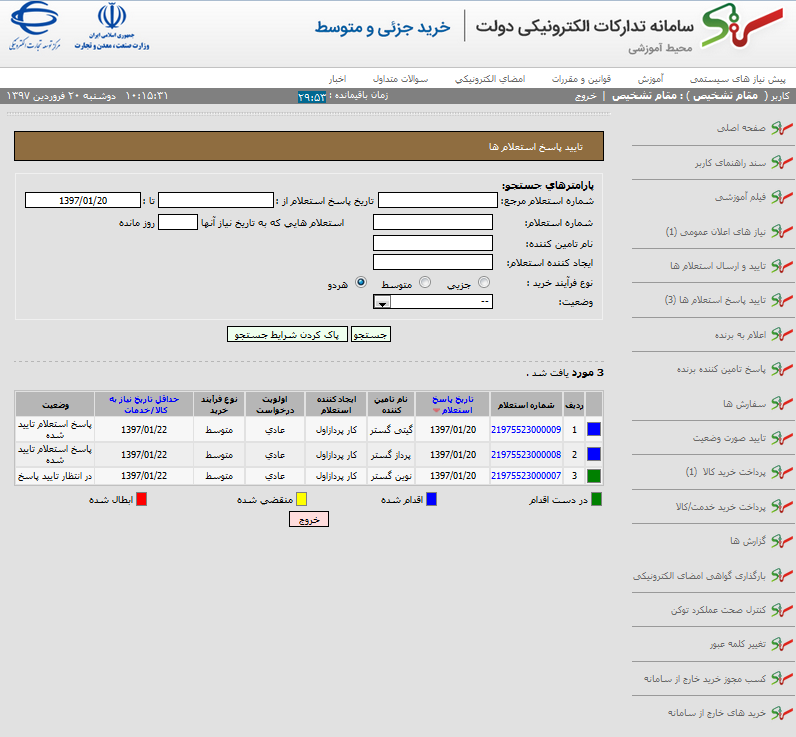 سامانه تدارکات الکترونیکی دولت
محیط آموزشی
خرید جزئی و متوسط
جمهوری اسلامی ایران
وزارت صنعت، معدن و تجارت
مرکز توسعه تجارت الکترونیکی
پیش نیاز های سیستمی آموزش قوانین و مقررات امضای الکترونیکی سوالات متداول اخبار
کاربر ( مقام تشخیص ) : مقام تشخیص | خروج زمان باقیمانده : ۲۹:۵۳ ۱۰:۱۵:۳۱ دوشنبه ۲۰ فروردین ۱۳۹۷
صفحه اصلی
سند راهنمای کاربر
فیلم آموزشی
نیاز های اعلان عمومی (1)
تایید و ارسال استعلام ها
تایید پاسخ استعلام ها (3)
اعلام به برنده
پاسخ تامین کننده برنده
سفارش ها
تایید صورت وضعیت
پرداخت خرید کالا (1)
پرداخت خرید خدمت/کالا
گزارش ها
بارگذاری گواهی امضای الکترونیکی
کنترل صحت عملکرد توکن
تغییر کلمه عبور
کسب مجوز خرید خارج از سامانه
خرید های خارج از سامانه
تایید پاسخ استعلام ها
پارامترهاي جستجو:
شماره استعلام مرجع: تاریخ پاسخ استعلام از : تا : 1397/01/20
شماره استعلام: استعلام هایی که به تاریخ نیاز آنها روز مانده
نام تامین کننده:
ایجاد کننده استعلام:
نوع فرآیند خرید : جزیی متوسط هردو
وضعیت: --
جستجو پاک کردن شرایط جستجو
3 مورد یافت شد .
ردیف شماره استعلام تاریخ پاسخ استعلام نام تامین کننده ایجاد کننده استعلام اولویت درخواست نوع فرآیند خرید حداقل تاریخ نیاز به کالا/خدمات وضعیت
1 21975523000009 1397/01/20 گیتی گستر کار پردازاول عادي متوسط 1397/01/22 پاسخ استعلام تایید شده
2 21975523000008 1397/01/20 پرداز گستر کار پردازاول عادي متوسط 1397/01/22 پاسخ استعلام تایید شده
3 21975523000007 1397/01/20 نوین گستر کار پردازاول عادي متوسط 1397/01/22 در انتظار تایید پاسخ
در دست اقدام اقدام شده منقضی شده ابطال شده
خروج